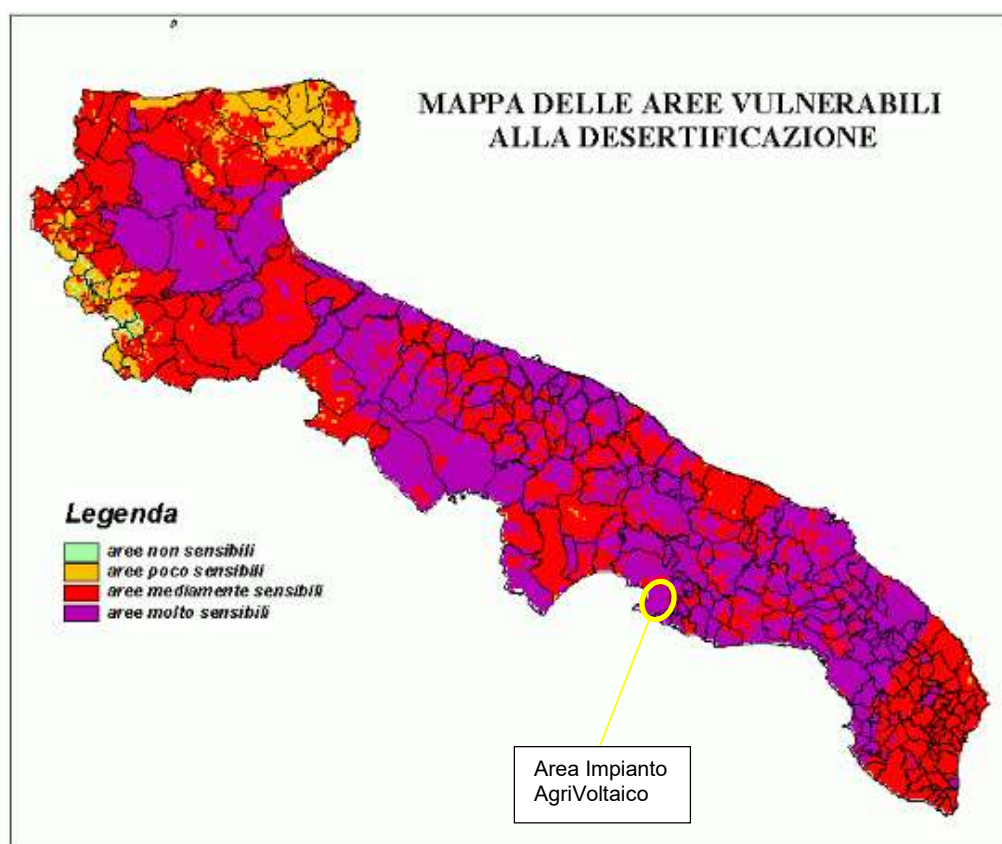 MAPPA DELLE AREE VULNERABILI
ALLA DESERTIFICAZIONE
Legenda
aree non sensibili
aree poco sensibili
aree mediamente sensibili
aree molto sensibili
Area Impianto
AgriVoltaico